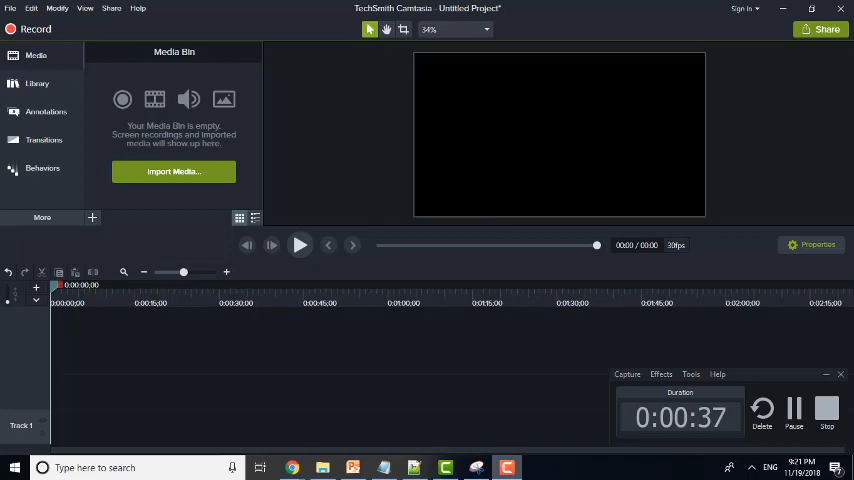 File Edit Modify View Share Help
TechSmith Camtasia - Untitled Project*
Sign In
Record
34%
Share
Media
Library
Annotations
Transitions
Behaviors
More
Media Bin
Your Media Bin is empty.
Screen recordings and imported
media will show up here.
Import Media...
00:00 / 00:00 30fps
Properties
0:00:00;00
0:00:00;00 0:00:15;00 0:00:30;00 0:00:45;00 0:01:00;00 0:01:15;00 0:01:30;00 0:01:45;00 0:02:00;00 0:02:15;00
Track 1
Capture Effects Tools Help
Duration
0:00:37
Delete Pause Stop
Type here to search
ENG
9:21 PM
11/19/2018
7